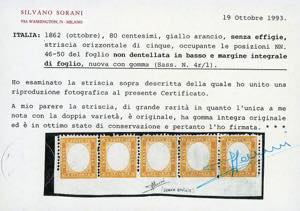 SILVANO SORANI
VIA WASHINGTON, 71 - MILANO
19 Ottobre 1993.
ITALIA: 1862 (ottobre), 80 centesimi, giallo arancio, senza effigie,
striscia orizzontale di cinque, occupante le posizioni NN.
46-50 del foglio non dentellata in basso e margine integrale
di foglio, nuova con gomma (Sass. N. 4r/l).
Ho esaminato la striscia sopra descritta della quale ho unito una
riproduzione fotografica al presente Certificato.
A mio parere la striscia, di grande rarità in quanto l'unica a me
nota con la doppia varietà, è originale, ha gomma integra originale
ed è in ottimo stato di conservazione e pertanto l'ho firmata. * * *
(senza effigie)